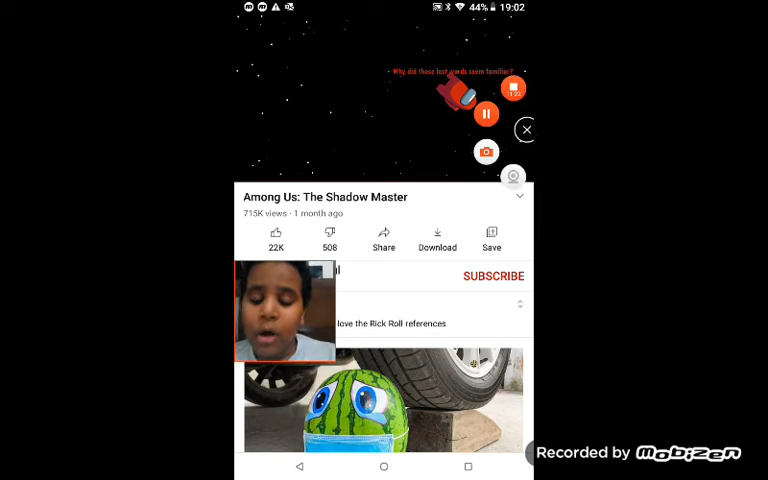 44% 19:02
Why did those last words seem familiar?
Among Us: The Shadow Master
715K views · 1 month ago
22K 508 Share Download Save
SUBSCRIBE
love the Rick Roll references
Recorded by Mobizen